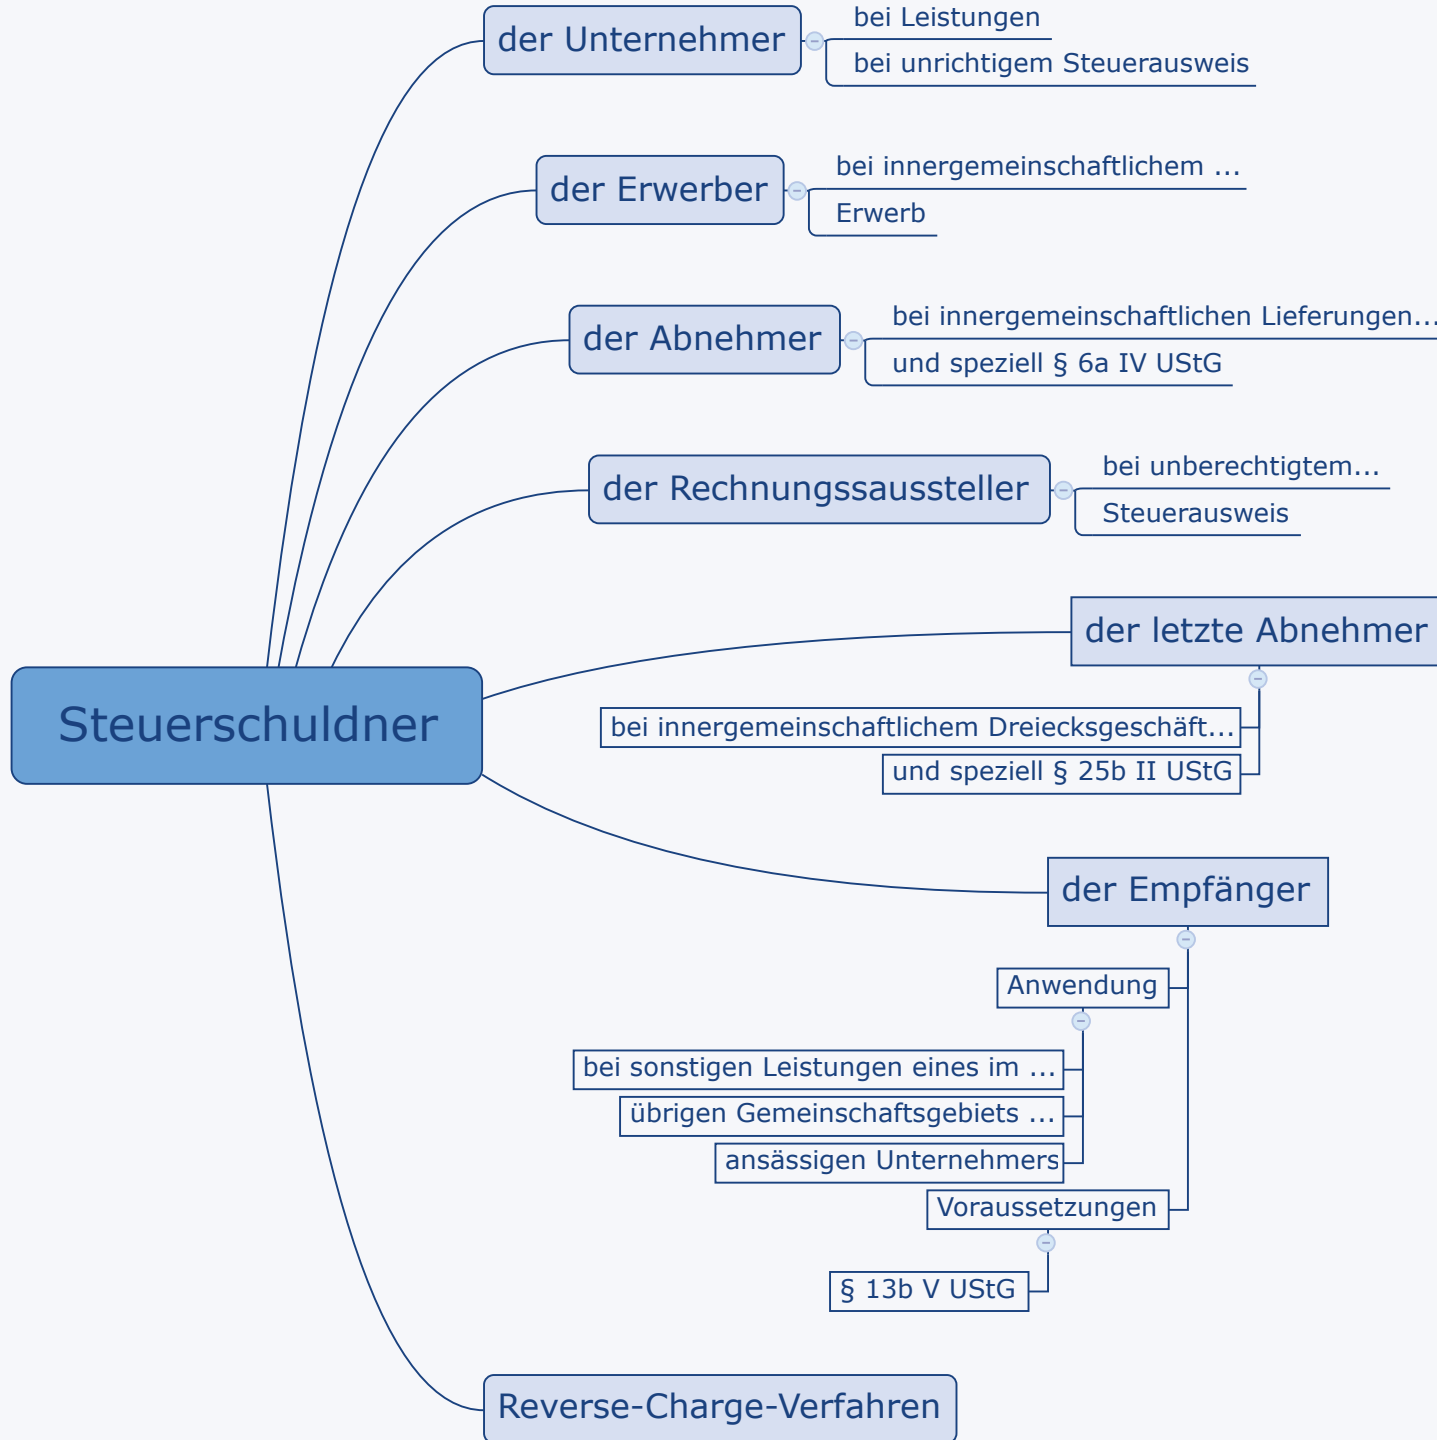 der Unternehmer
bei Leistungen
bei unrichtigem Steuerausweis
der Erwerber
bei innergemeinschaftlichem ...
Erwerb
der Abnehmer
bei innergemeinschaftlichen Lieferungen...
und speziell § 6a IV UStG
der Rechnungssaussteller
bei unberechtigtem...
Steuerausweis
der letzte Abnehmer
Steuerschuldner
bei innergemeinschaftlichem Dreiecksgeschäft...
und speziell § 25b II UStG
der Empfänger
Anwendung
bei sonstigen Leistungen eines im ...
übrigen Gemeinschaftsgebiets ...
ansässigen Unternehmers
Voraussetzungen
§ 13b V UStG
Reverse-Charge-Verfahren